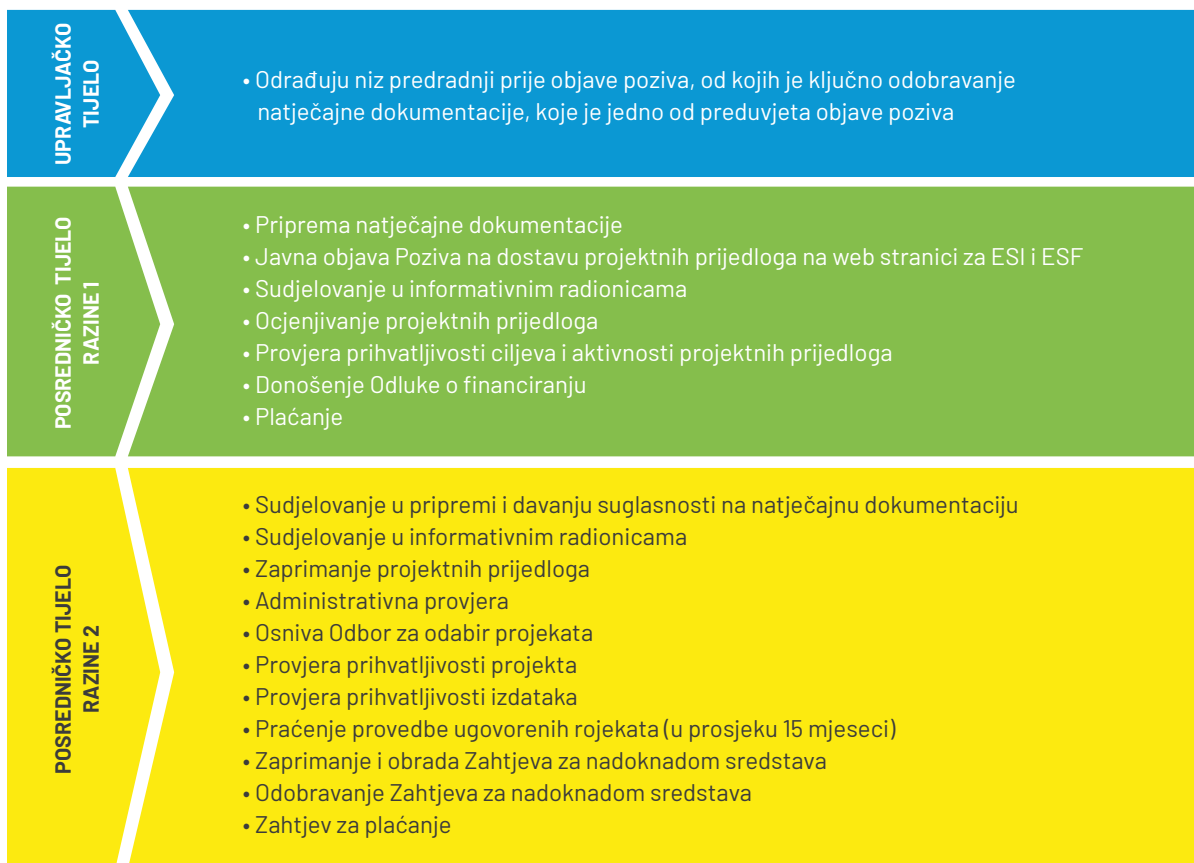 UPRAVLJAČKO
TIJELO
• Odrađuju niz predradnji prije objave poziva, od kojih je ključno odobravanje
natječajne dokumentacije, koje je jedno od preduvjeta objave poziva
POSREDNIČKO TIJELO
RAZINE 1
• Priprema natječajne dokumentacije
• Javna objava Poziva na dostavu projektnih prijedloga na web stranici za ESI i ESF
• Sudjelovanje u informativnim radionicama
• Ocjenjivanje projektnih prijedloga
• Provjera prihvatljivosti ciljeva i aktivnosti projektnih prijedloga
• Donošenje Odluke o financiranju
• Plaćanje
POSREDNIČKO TIJELO
RAZINE 2
• Sudjelovanje u pripremi i davanju suglasnosti na natječajnu dokumentaciju
• Sudjelovanje u informativnim radionicama
• Zaprimanje projektnih prijedloga
• Administrativna provjera
• Osniva Odbor za odabir projekata
• Provjera prihvatljivosti projekta
• Provjera prihvatljivosti izdataka
• Praćenje provedbe ugovorenih rojekata (u prosjeku 15 mjeseci)
• Zaprimanje i obrada Zahtjeva za nadoknadom sredstava
• Odobravanje Zahtjeva za nadoknadom sredstava
• Zahtjev za plaćanje